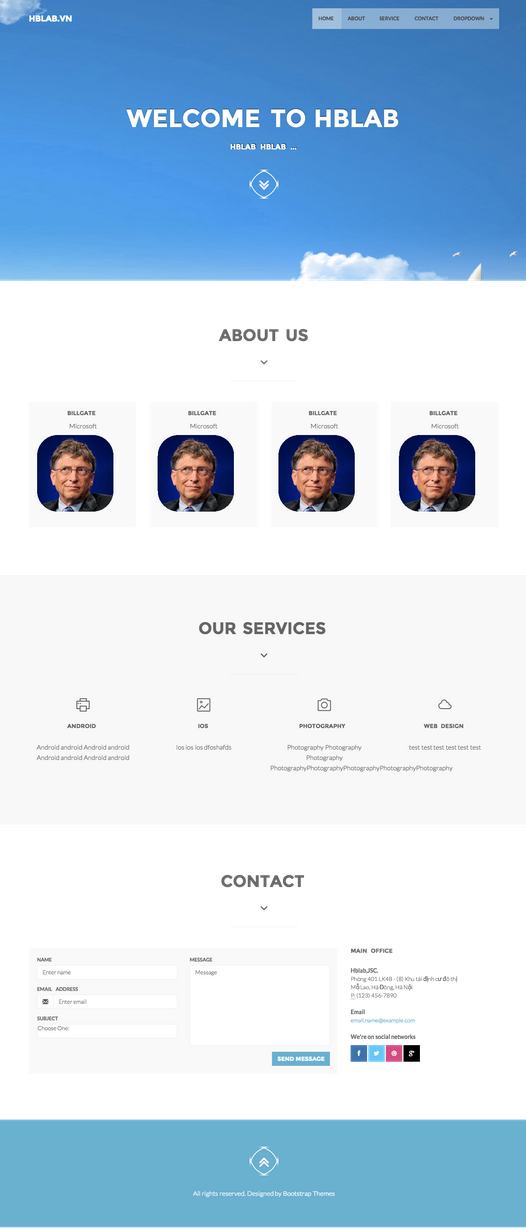 HBLAB.VN
HOME ABOUT SERVICE CONTACT DROPDOWN
WELCOME TO HBLAB
HBLAB HBLAB ...
ABOUT US
BILLGATE BILLGATE BILLGATE BILLGATE
Microsoft Microsoft Microsoft Microsoft
OUR SERVICES
ANDROID IOS PHOTOGRAPHY WEB DESIGN
Android android Android android
Android android Android android
Ios ios ios dfoshafds
Photography Photography
Photography
PhotographyPhotographyPhotographyPhotographyPhotography
test test test test test test
CONTACT
NAME
Enter name
EMAIL ADDRESS
Enter email
SUBJECT
Choose One:
MESSAGE
Message
SEND MESSAGE
MAIN OFFICE
Hblab,JSC.
Phòng 401 LK4B - (8) Khu tái định cư đô thị
Mỗ Lao, Hà Đông, Hà Nội
P: (123) 456-7890
Email
email.name@example.com
We're on social networks
f g+
All rights reserved. Designed by Bootstrap Themes